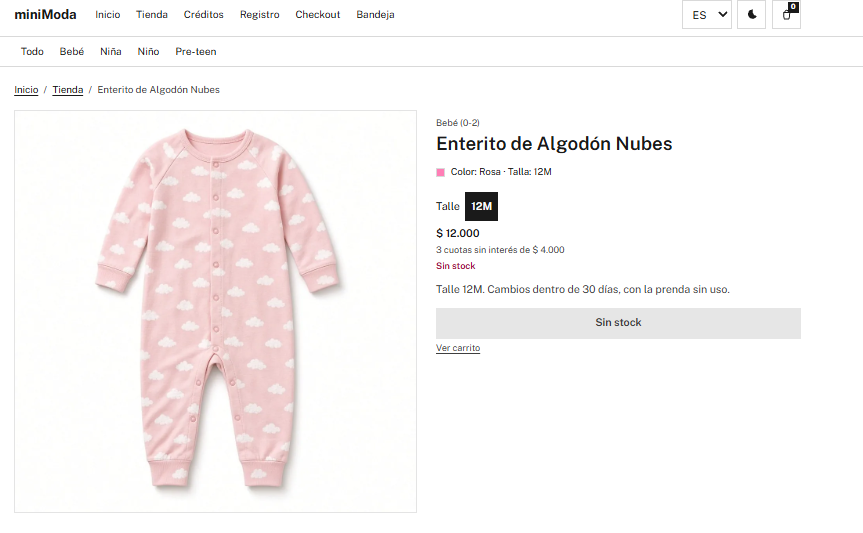 miniModa Inicio Tienda Créditos Registro Checkout Bandeja ES 0
Todo Bebé Niña Niño Pre-teen
Inicio / Tienda / Enterito de Algodón Nubes
Bebé (0-2)
Enterito de Algodón Nubes
Color: Rosa · Talla: 12M
Talle 12M
$ 12.000
3 cuotas sin interés de $ 4.000
Sin stock
Talle 12M. Cambios dentro de 30 días, con la prenda sin uso.
Sin stock
Ver carrito